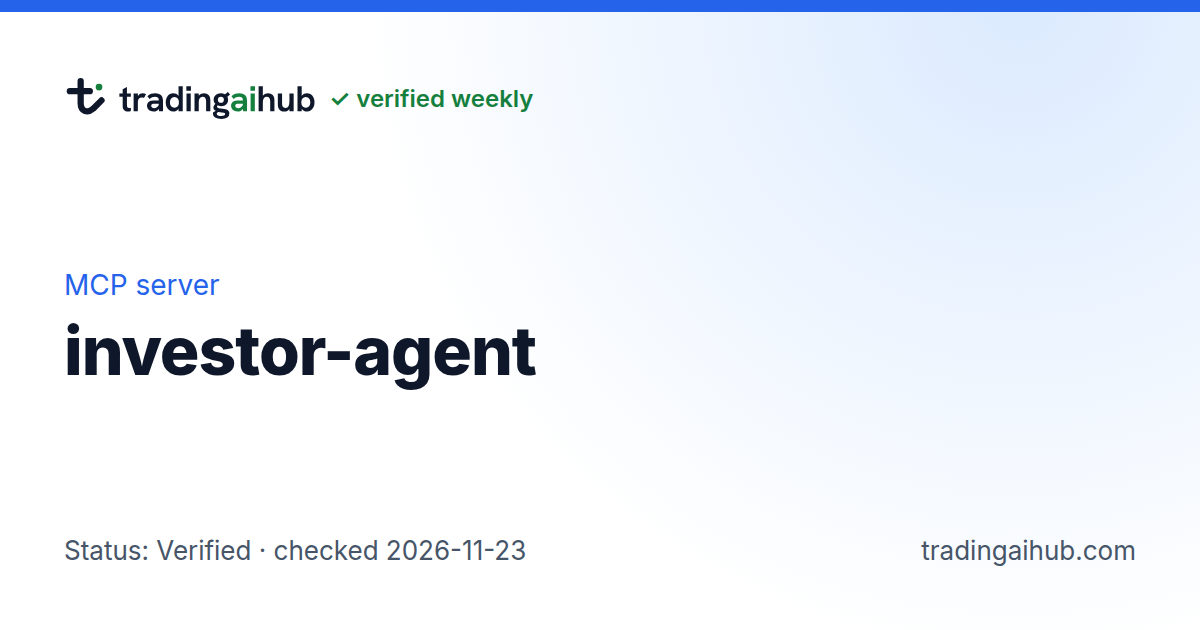 tradingaihub ✓ verified weekly
MCP server
investor-agent
Status: Verified · checked 2026-11-23
tradingaihub.com